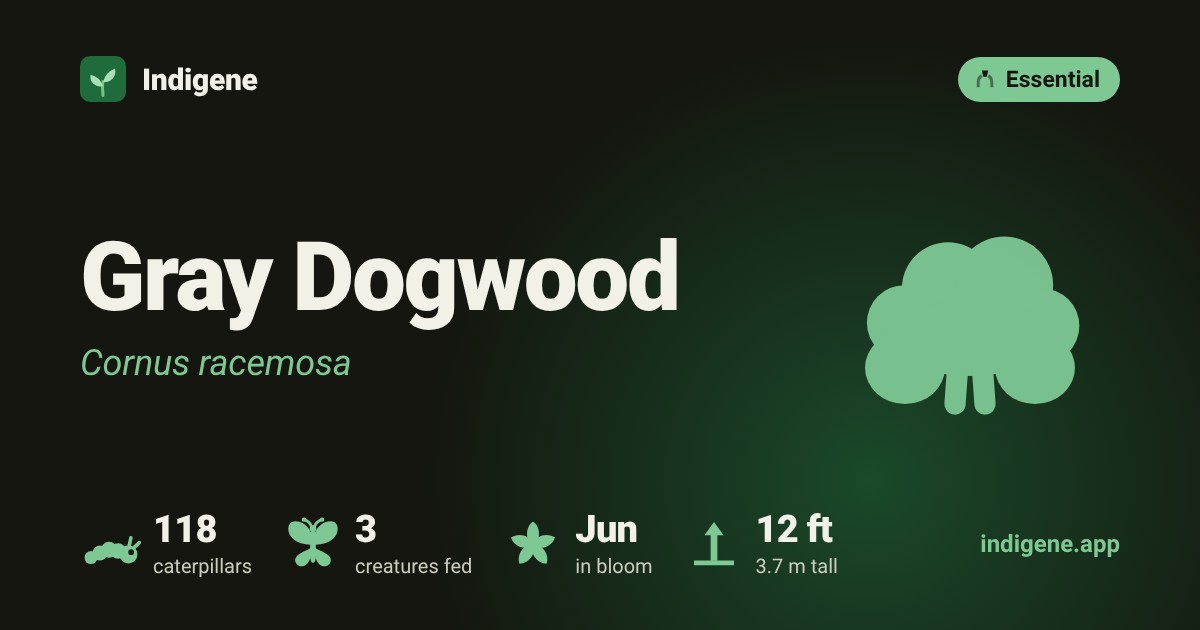 Indigene
Essential
Gray Dogwood
Cornus racemosa
118
caterpillars
3
creatures fed
Jun
in bloom
12 ft
3.7 m tall
indigene.app